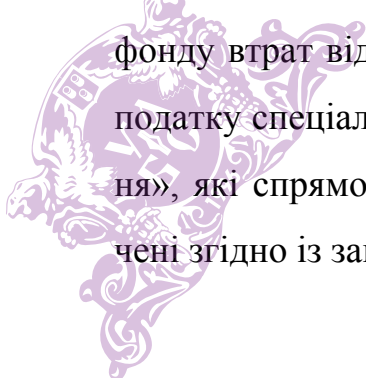 фонду втрат від
податку спеціал
ня», які спрямо
чені згідно із за